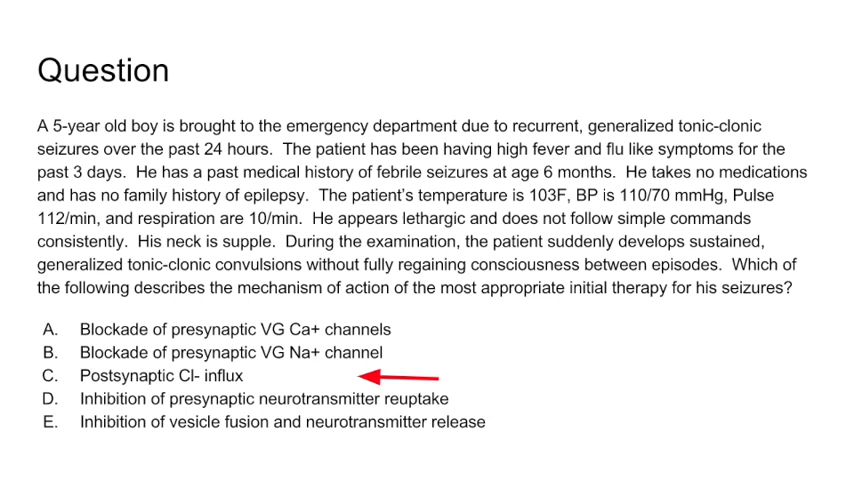 Question
A 5-year old boy is brought to the emergency department due to recurrent, generalized tonic-clonic
seizures over the past 24 hours. The patient has been having high fever and flu like symptoms for the
past 3 days. He has a past medical history of febrile seizures at age 6 months. He takes no medications
and has no family history of epilepsy. The patient's temperature is 103F, BP is 110/70 mmHg, Pulse
112/min, and respiration are 10/min. He appears lethargic and does not follow simple commands
consistently. His neck is supple. During the examination, the patient suddenly develops sustained,
generalized tonic-clonic convulsions without fully regaining consciousness between episodes. Which of
the following describes the mechanism of action of the most appropriate initial therapy for his seizures?
A. Blockade of presynaptic VG Ca+ channels
B. Blockade of presynaptic VG Na+ channel
C. Postsynaptic Cl- influx
D. Inhibition of presynaptic neurotransmitter reuptake
E. Inhibition of vesicle fusion and neurotransmitter release